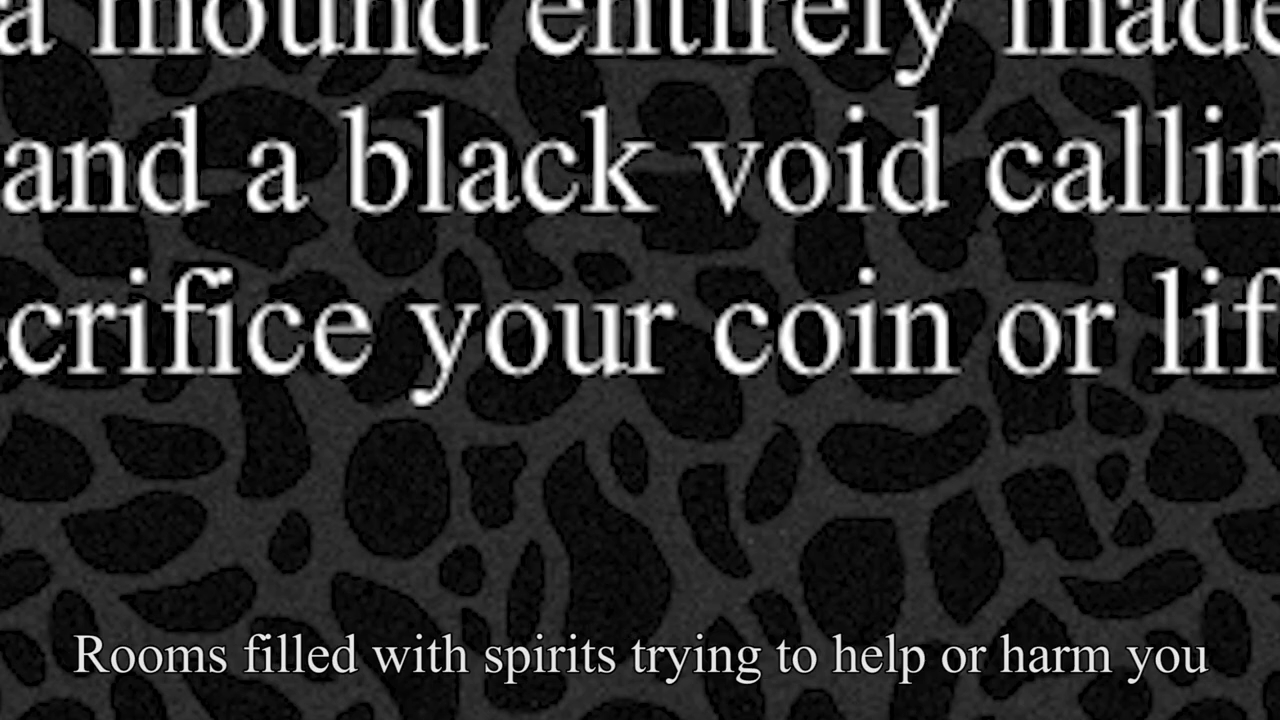 a mound entirely made
and a black void callin
crifice your coin or lif
Rooms filled with spirits trying to help or harm you